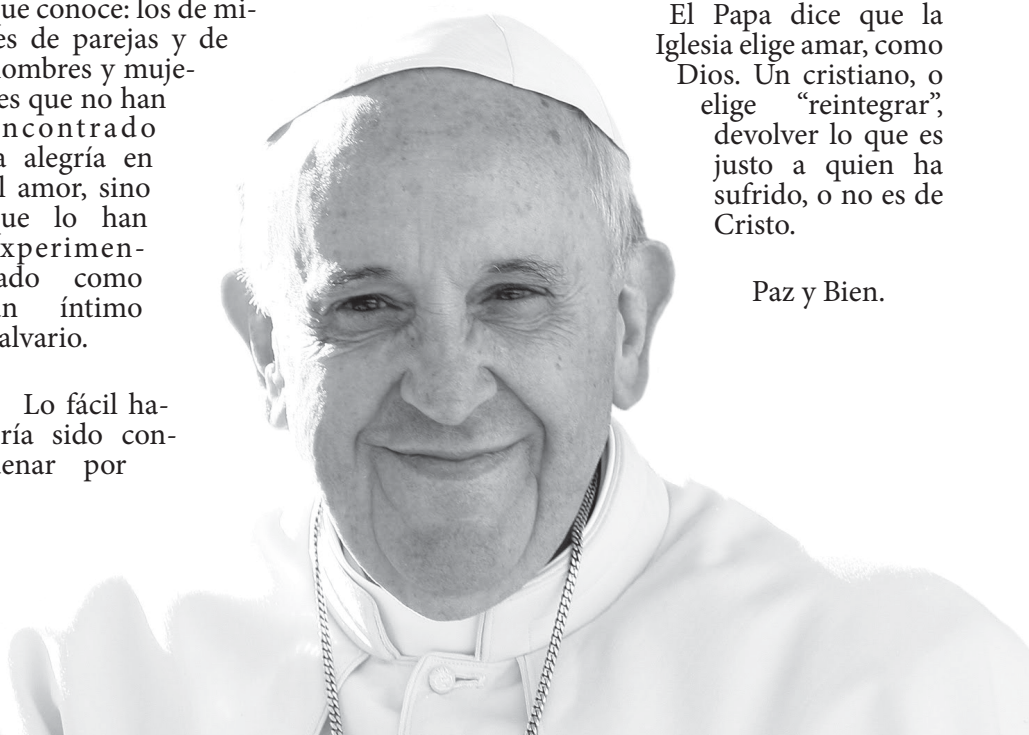 ue conoce: los de mi-
es de parejas y de
ombres y muje-
es que no han
ncontrado
a alegría en
l amor, sino
ue lo han
xperimen-
ado como
un íntimo
alvario.
Lo fácil ha-
ría sido con-
enar por
El Papa dice que la
Iglesia elige amar, como
Dios. Un cristiano, o
elige “reintegrar”,
devolver lo que es
justo a quien ha
sufrido, o no es de
Cristo.
Paz y Bien.